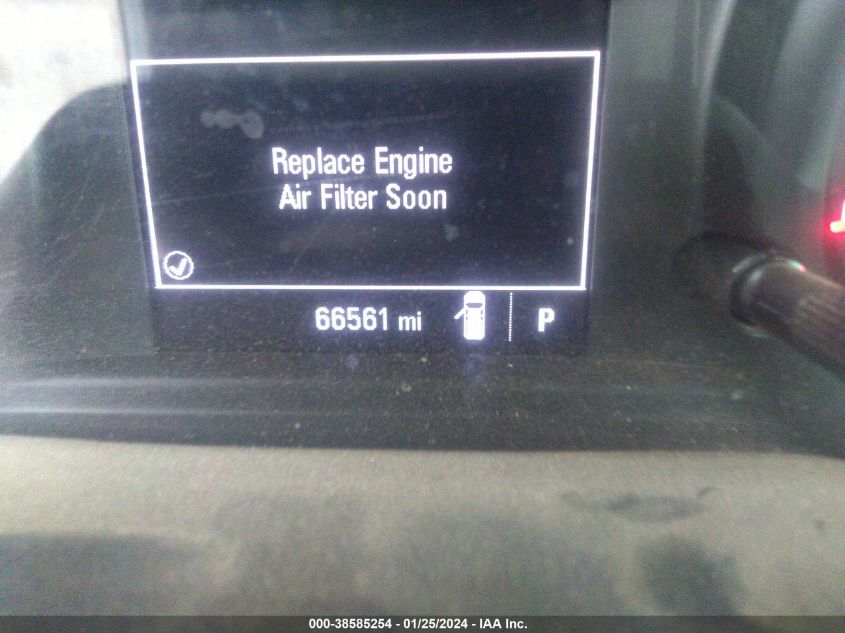 Replace Engine
Air Filter Soon
66561 mi P
000-38585254 - 01/25/2024 - IAA Inc.